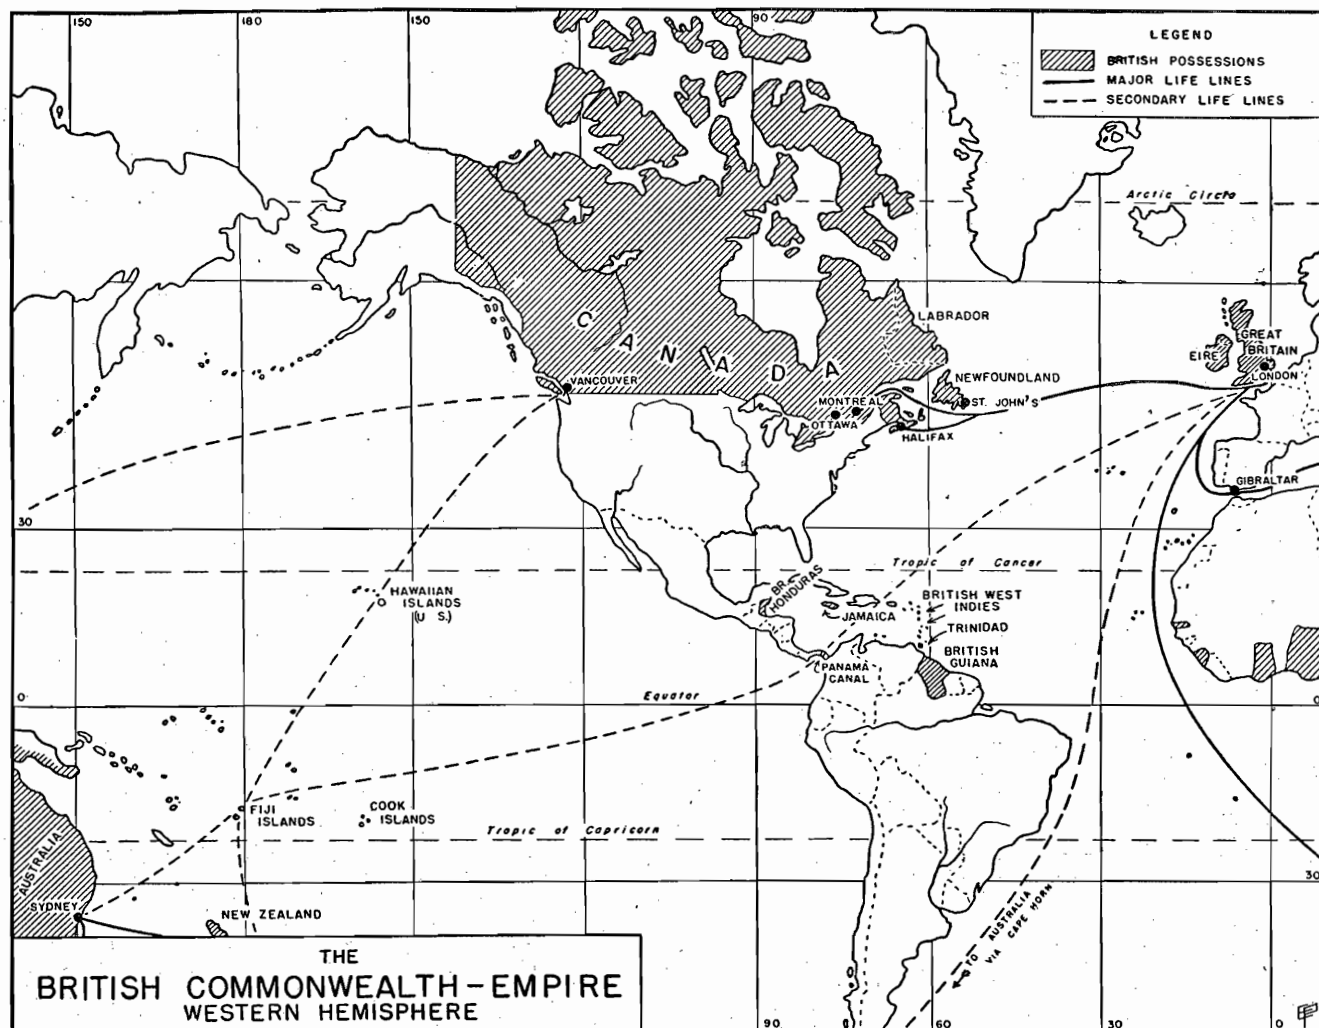 150
180
150
90
LEGEND
BRITISH POSSESSIONS
MAJOR LIFE LINES
SECONDARY LIFE LINES
Arctic Circle
LABRADOR
GREAT
BRITAIN
EIRE
LONDON
CANADA
VANCOUVER
NEWFOUNDLAND
ST. JOHN'S
MONTREAL
OTTAWA
HALIFAX
GIBRALTAR
30
Tropic of Cancer
HAWAIIAN
ISLANDS
(U S.)
BR.
HONDURAS
JAMAICA
BRITISH WEST
INDIES
TRINIDAD
BRITISH
GUIANA
PANAMA
CANAL
Equator
0
0
FIJI
ISLANDS
COOK
ISLANDS
Tropic of Capricorn
AUSTRALIA
SYDNEY
NEW ZEALAND
30
TO AUSTRALIA
VIA CAPE HORN
THE
BRITISH COMMONWEALTH-EMPIRE
WESTERN HEMISPHERE
90
60
30
0